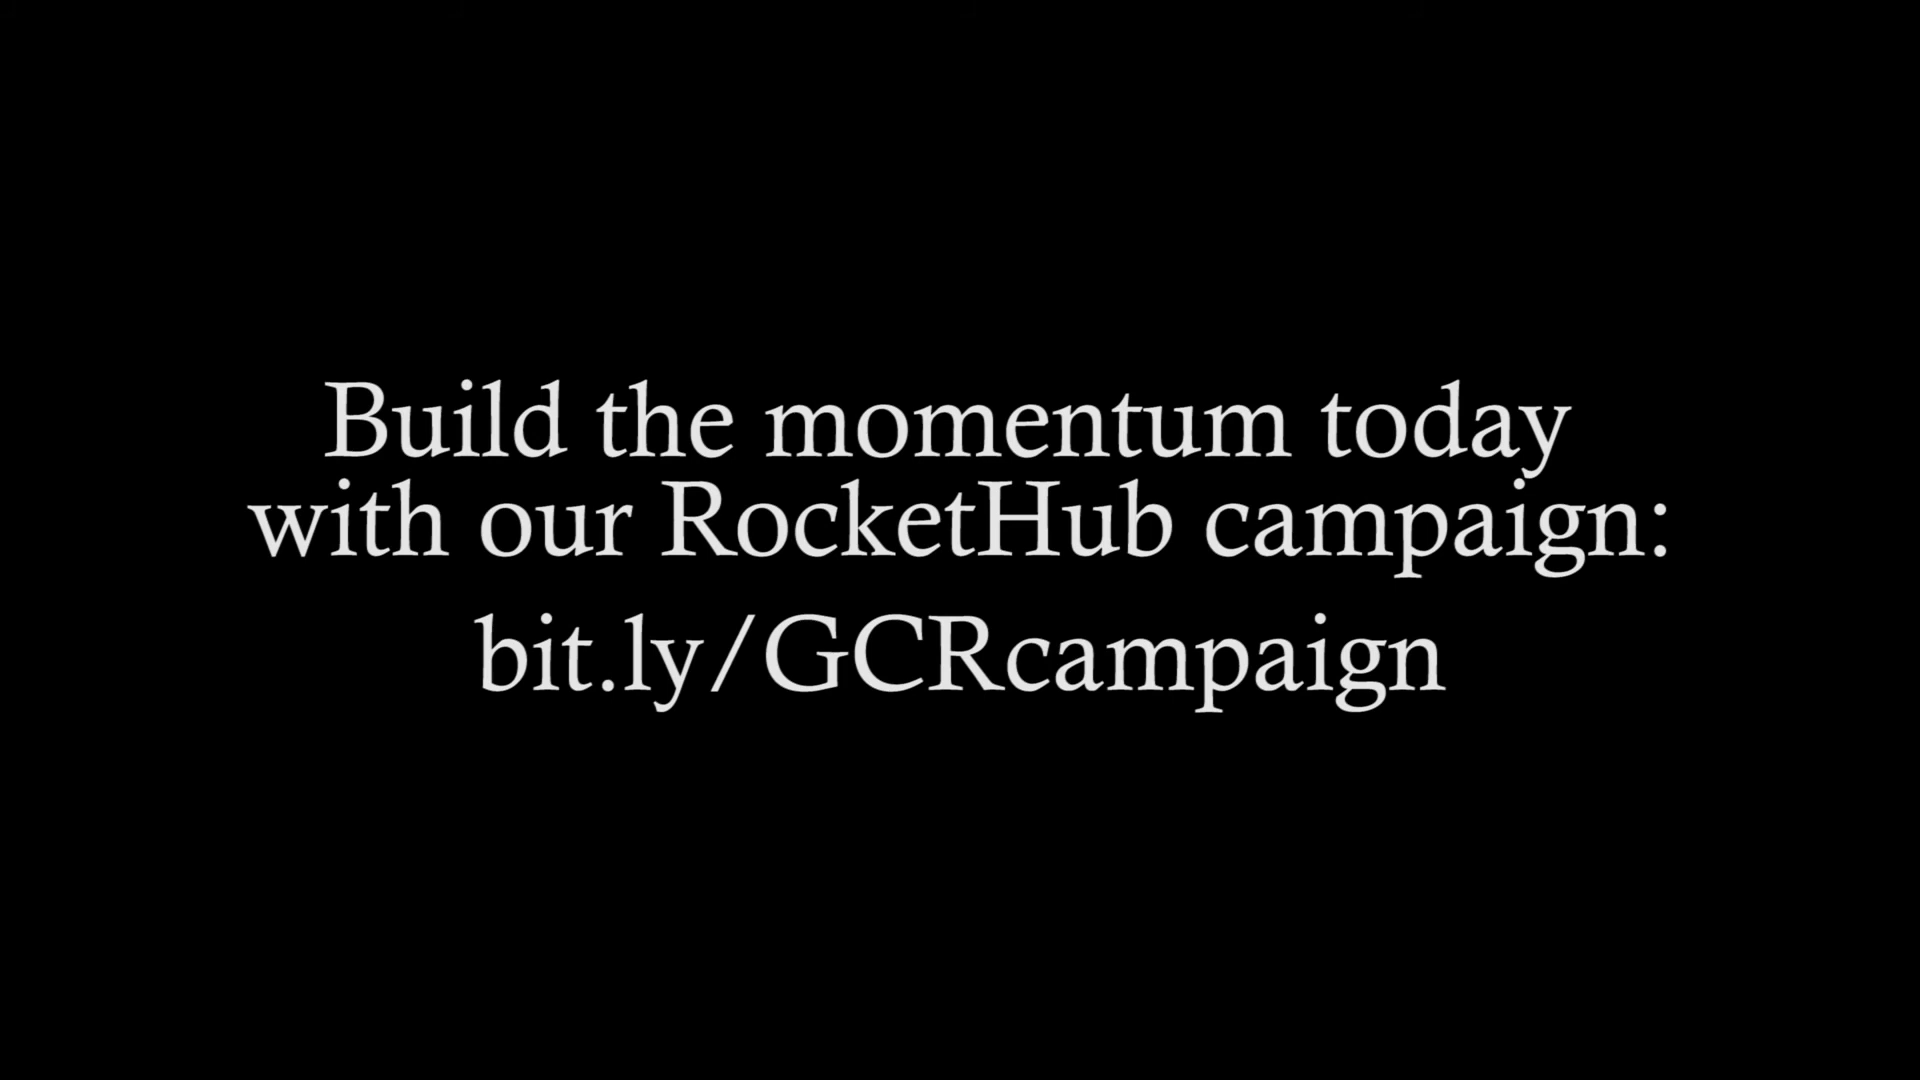 Build the momentum today
with our RocketHub campaign:
bit.ly/GCRcampaign